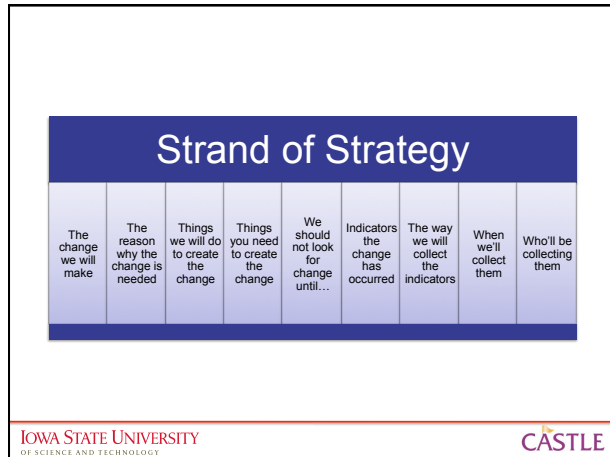 Strand of Strategy
The
change
we will
make
The
reason
why the
change is
needed
Things
we will do
to create
the
change
Things
you need
to create
the
change
We
should
not look
for
change
until…
Indicators
the
change
has
occurred
The way
we will
collect
the
indicators
When
we'll
collect
them
Who'll be
collecting
them
IOWA STATE UNIVERSITY
OF SCIENCE AND TECHNOLOGY
CASTLE